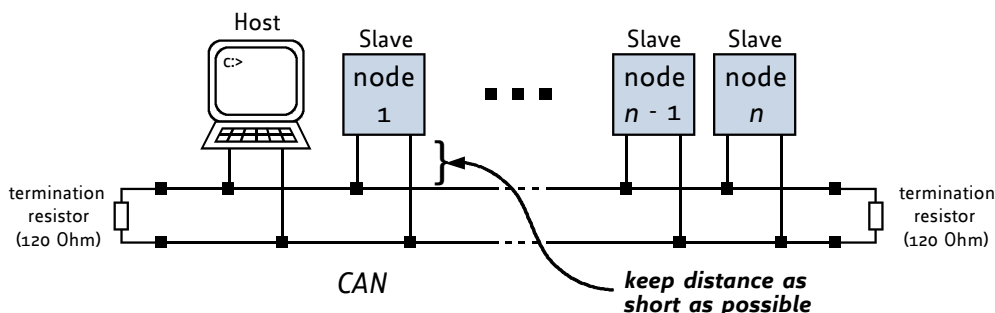 Host
c:>
Slave
node
1
Slave
node
n - 1
Slave
node
n
termination
resistor
(120 Ohm)
termination
resistor
(120 Ohm)
CAN
keep distance as
short as possible